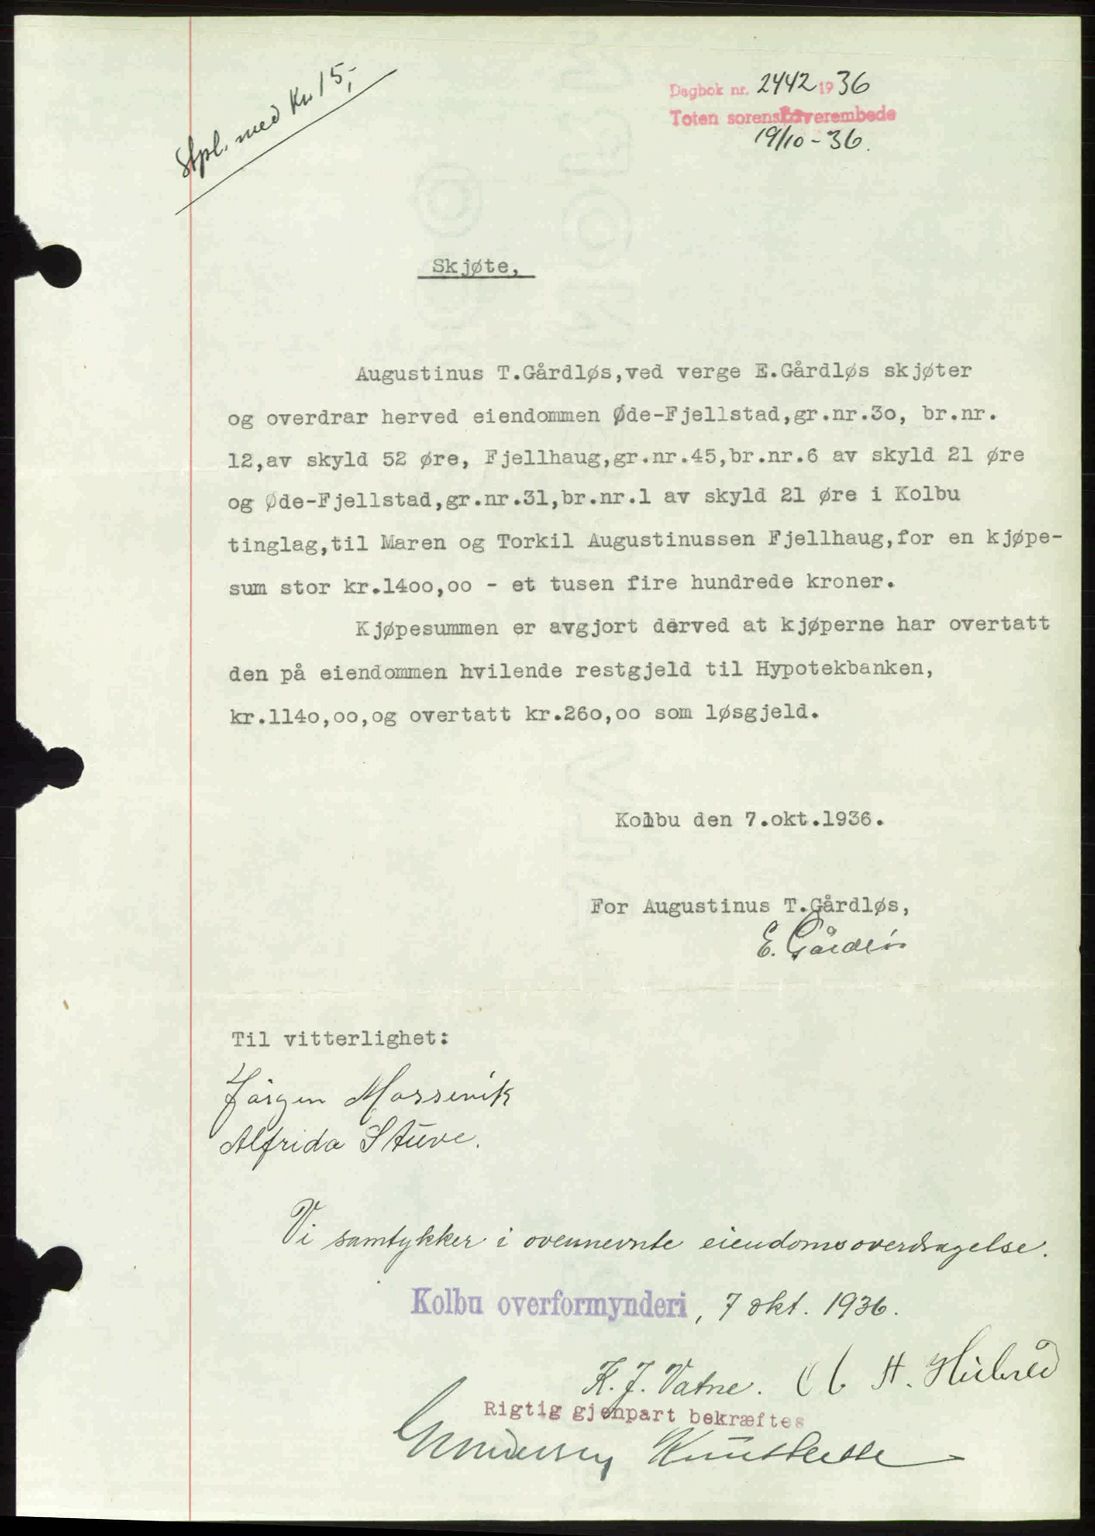 Stpl. med Kr 15,-
Dagbok nr. 2442 1936
Toten sorenskriverembede
19/10-36.
Skjøte,
Augustinus T.Gårdløs,ved verge E.Gårdløs skjøter
og overdrar herved eiendommen Øde-Fjellstad,gr.nr.3o, br.nr.
12,av skyld 52 øre, Fjellhaug,gr.nr.45,br.nr.6 av skyld 21 øre
og Øde-Fjellstad,gr.nr.31,br.nr.1 av skyld 21 øre i Kolbu
tinglag,til Maren og Torkil Augustinussen Fjellhaug,for en kjøpe-
sum stor kr.14oo,oo - et tusen fire hundrede kroner.
Kjøpesummen er avgjort derved at kjøperne har overtatt
den på eiendommen hvilende restgjeld til Hypotekbanken,
kr.114o,oo,og overtatt kr.26o,oo som løsgjeld.
Kolbu den 7.okt.1936.
For Augustinus T.Gårdløs,
E. Gårdløs
Til vitterlighet:
Jörgen Mossevik
Alfrida Stuve.
Vi samtykker i ovennevnte eiendomsoverdragelse.
Kolbu overformynderi, 7 okt. 1936.
K. J. Vatne. H.
Rigtig gjenpart bekræftes